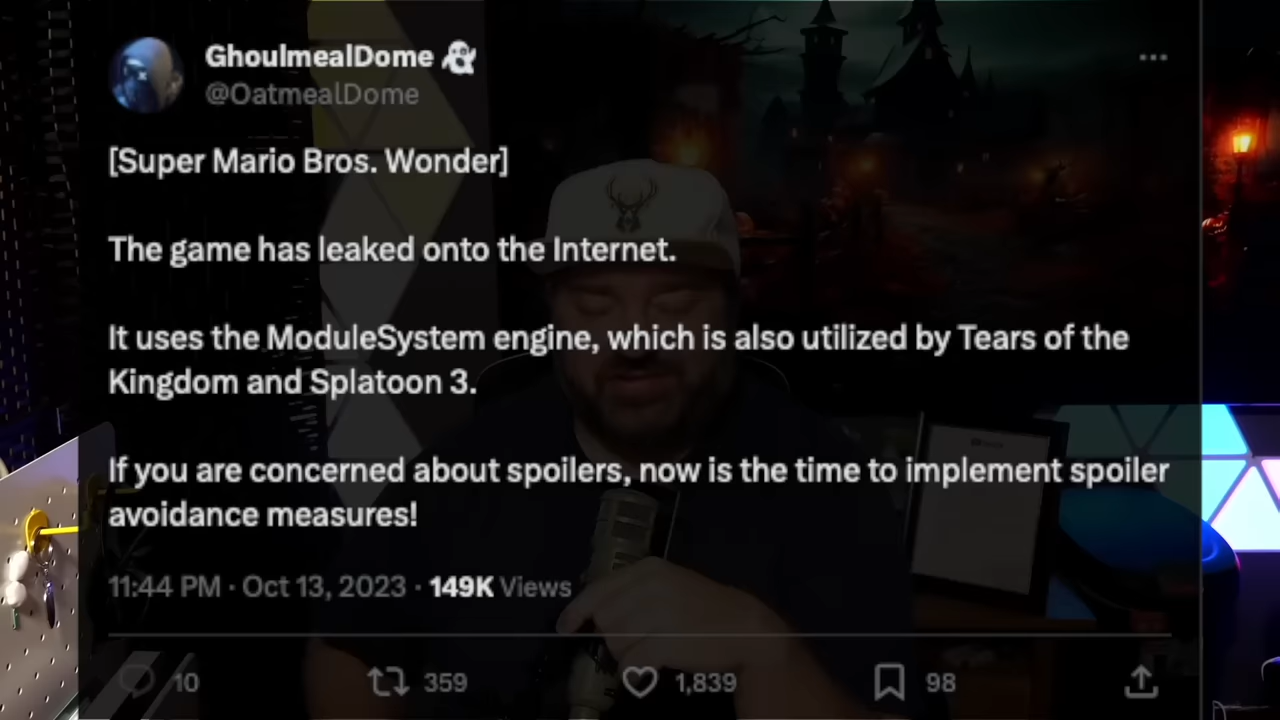 GhoulmealDome 👻
@OatmealDome
[Super Mario Bros. Wonder]
The game has leaked onto the Internet.
It uses the ModuleSystem engine, which is also utilized by Tears of the
Kingdom and Splatoon 3.
If you are concerned about spoilers, now is the time to implement spoiler
avoidance measures!
11:44 PM · Oct 13, 2023 · 149K Views
10 359 1,839 98